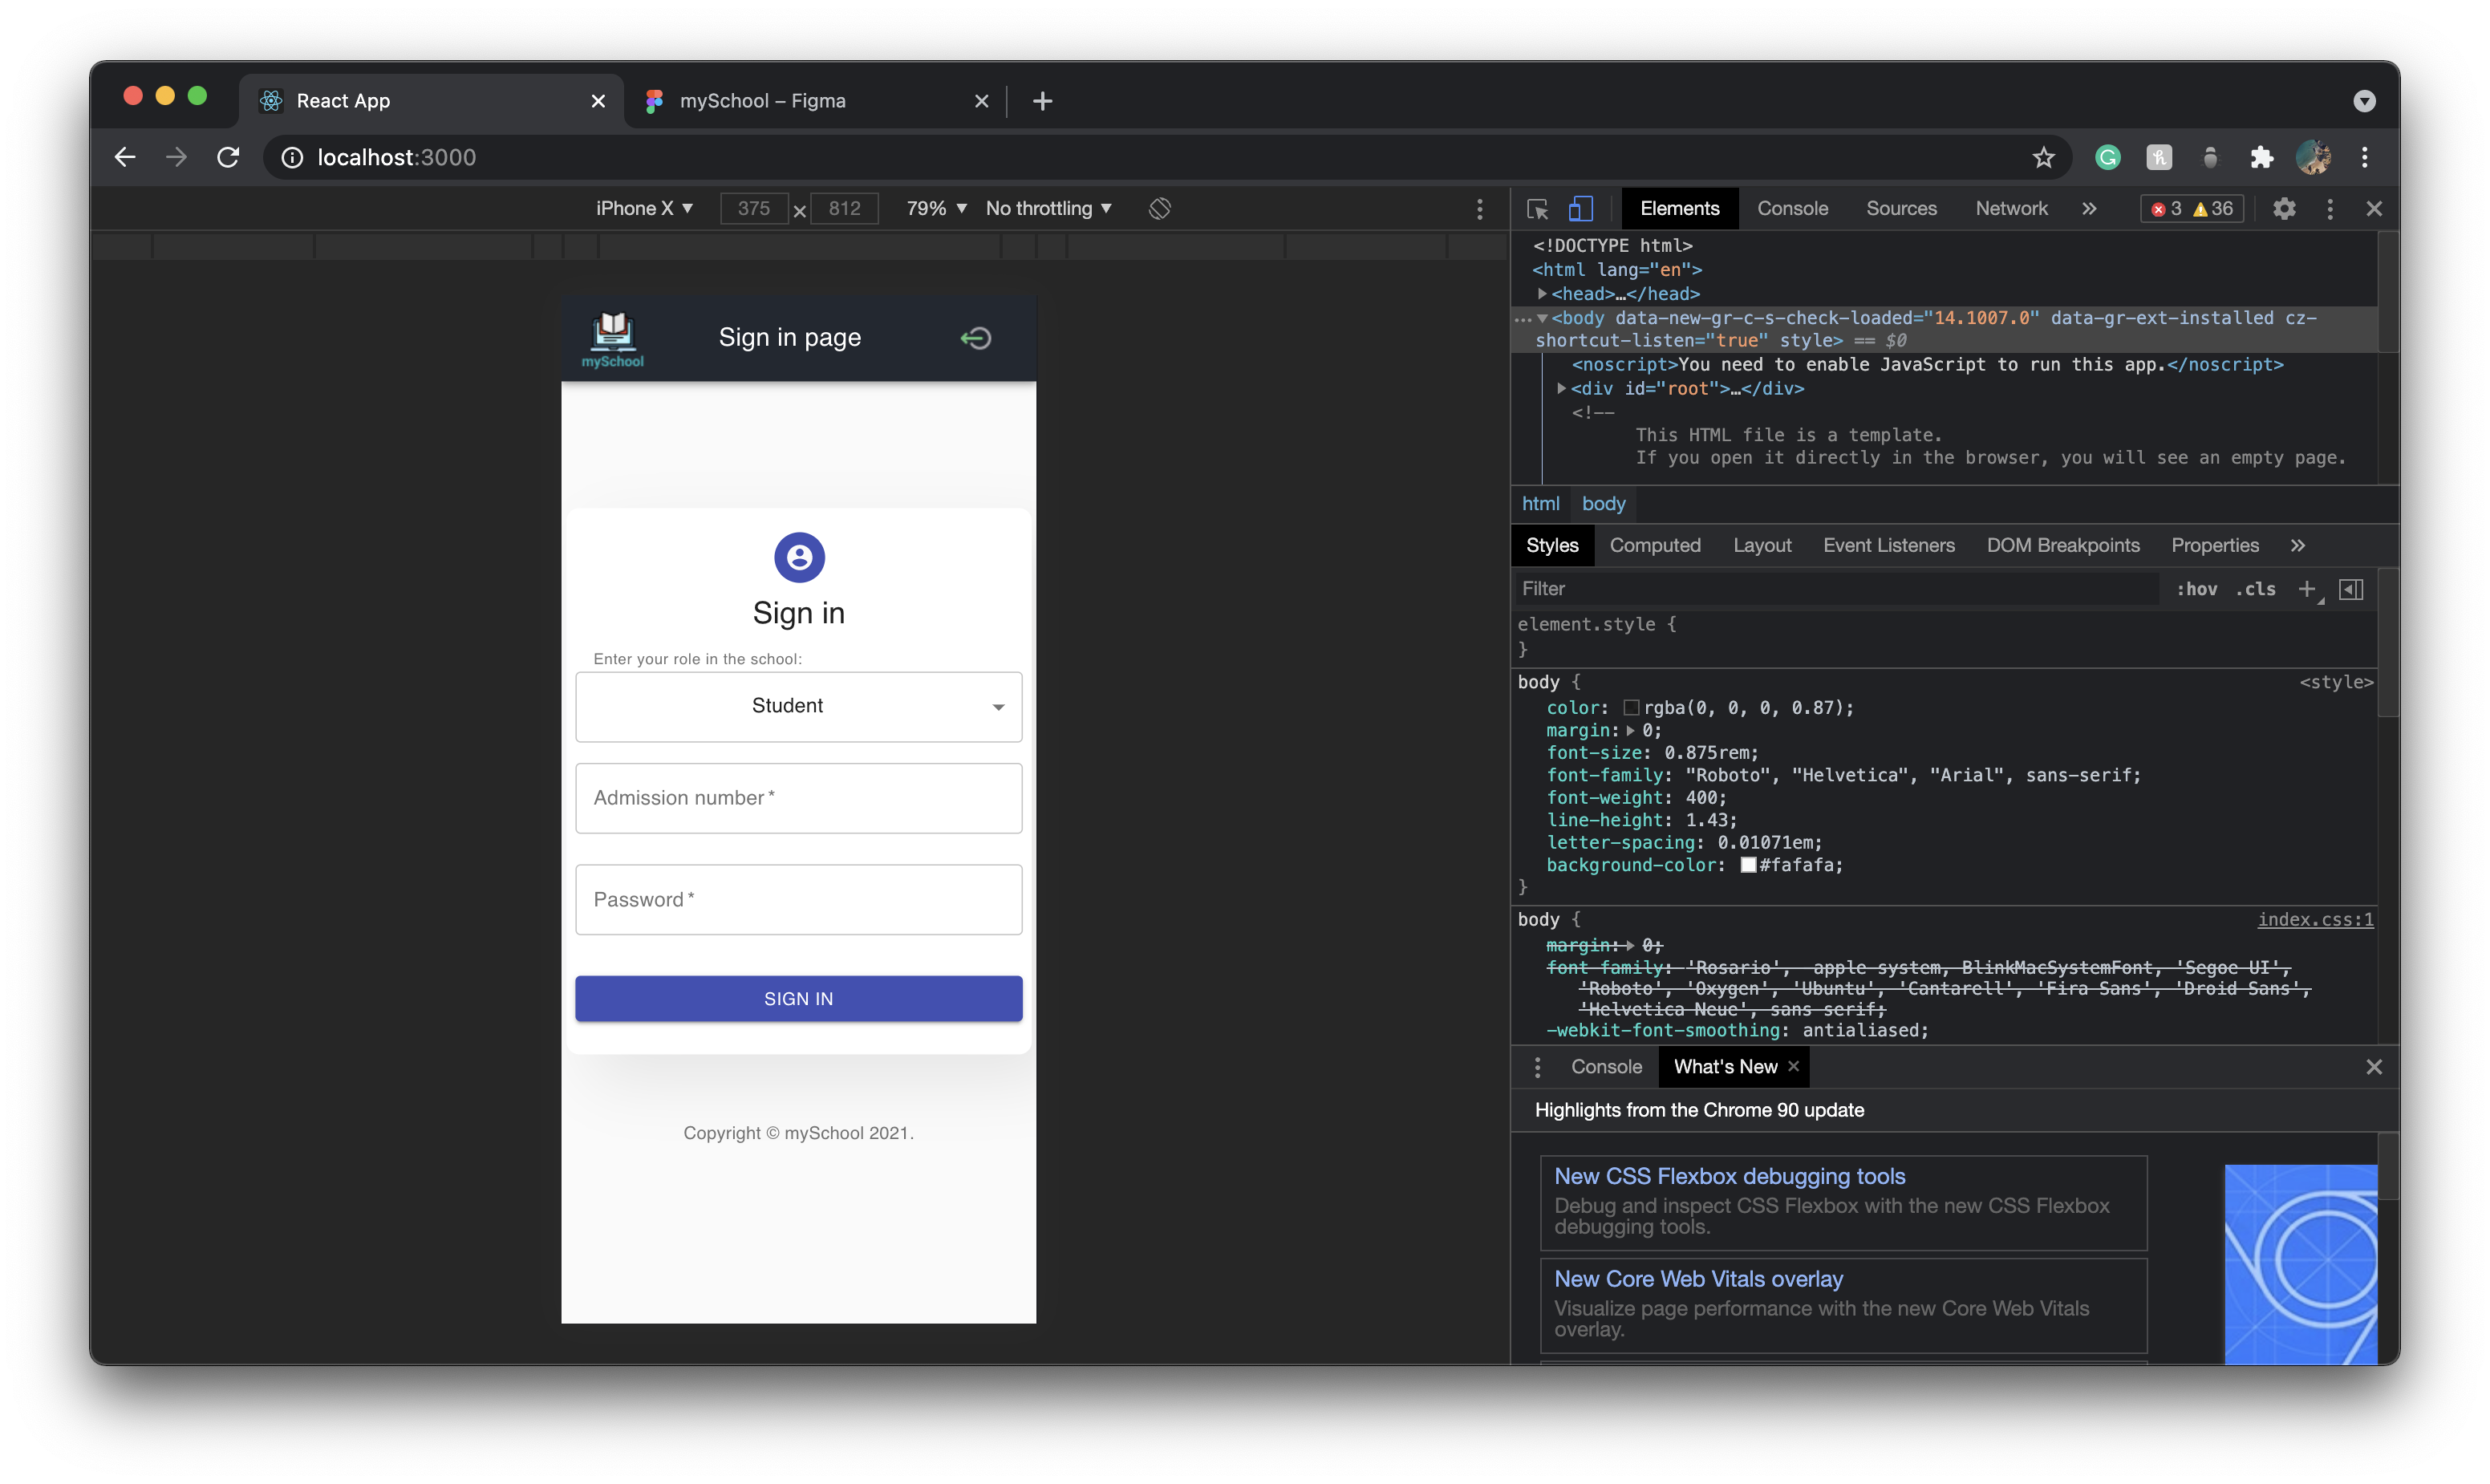 React App
mySchool – Figma
localhost:3000
iPhone X
375
812
79%
No throttling
Elements
Console
Sources
Network
3
36
mySchool
Sign in page
Sign in
Enter your role in the school:
Student
Admission number *
Password *
SIGN IN
Copyright © mySchool 2021.
<!DOCTYPE html>
<html lang="en">
<head>…</head>
<body data-new-gr-c-s-check-loaded="14.1007.0" data-gr-ext-installed cz-
shortcut-listen="true" style> == $0
<noscript>You need to enable JavaScript to run this app.</noscript>
<div id="root">…</div>
<!--
This HTML file is a template.
If you open it directly in the browser, you will see an empty page.
html
body
Styles
Computed
Layout
Event Listeners
DOM Breakpoints
Properties
Filter
:hov
.cls
element.style {
}
body {
<style>
color: rgba(0, 0, 0, 0.87);
margin: 0;
font-size: 0.875rem;
font-family: "Roboto", "Helvetica", "Arial", sans-serif;
font-weight: 400;
line-height: 1.43;
letter-spacing: 0.01071em;
background-color: #fafafa;
}
body {
index.css:1
margin: 0;
font-family: 'Rosario', -apple-system, BlinkMacSystemFont, 'Segoe UI',
'Roboto', 'Oxygen', 'Ubuntu', 'Cantarell', 'Fira Sans', 'Droid Sans',
'Helvetica Neue', sans-serif;
-webkit-font-smoothing: antialiased;
Console
What's New
Highlights from the Chrome 90 update
New CSS Flexbox debugging tools
Debug and inspect CSS Flexbox with the new CSS Flexbox
debugging tools.
New Core Web Vitals overlay
Visualize page performance with the new Core Web Vitals
overlay.